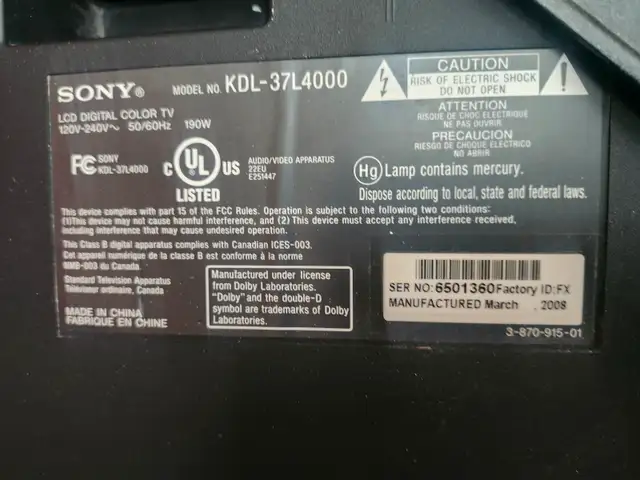 SONY® MODEL NO. KDL-37L4000
LCD DIGITAL COLOR TV
120V-240V~ 50/60Hz 190W
FC SONY
KDL-37L4000
C UL US
LISTED
AUDIO/VIDEO APPARATUS
22EU
E251447
CAUTION
RISK OF ELECTRIC SHOCK
DO NOT OPEN
ATTENTION
RISQUE DE CHOC ELECTRIQUE
NE PAS OUVRIR
PRECAUCION
RIESGO DE CHOQUE ELECTRICO
NO ABRIR
Hg Lamp contains mercury.
Dispose according to local, state and federal laws.
This device complies with part 15 of the FCC Rules. Operation is subject to the following two conditions:
(1)This device may not cause harmful interference, and (2) This device must accept any interference received,
including interference that may cause undesired operation.
This Class B digital apparatus complies with Canadian ICES-003.
Cet appareil numérique de la classe B est conforme à la norme
NMB-003 du Canada.
Standard Television Apparatus
Téléviseur ordinaire, Canada
MADE IN CHINA
FABRIQUE EN CHINE
Manufactured under license
from Dolby Laboratories.
"Dolby" and the double-D
symbol are trademarks of Dolby
Laboratories.
SER NO:6501360 Factory ID:FX
MANUFACTURED March , 2008
3-870-915-01